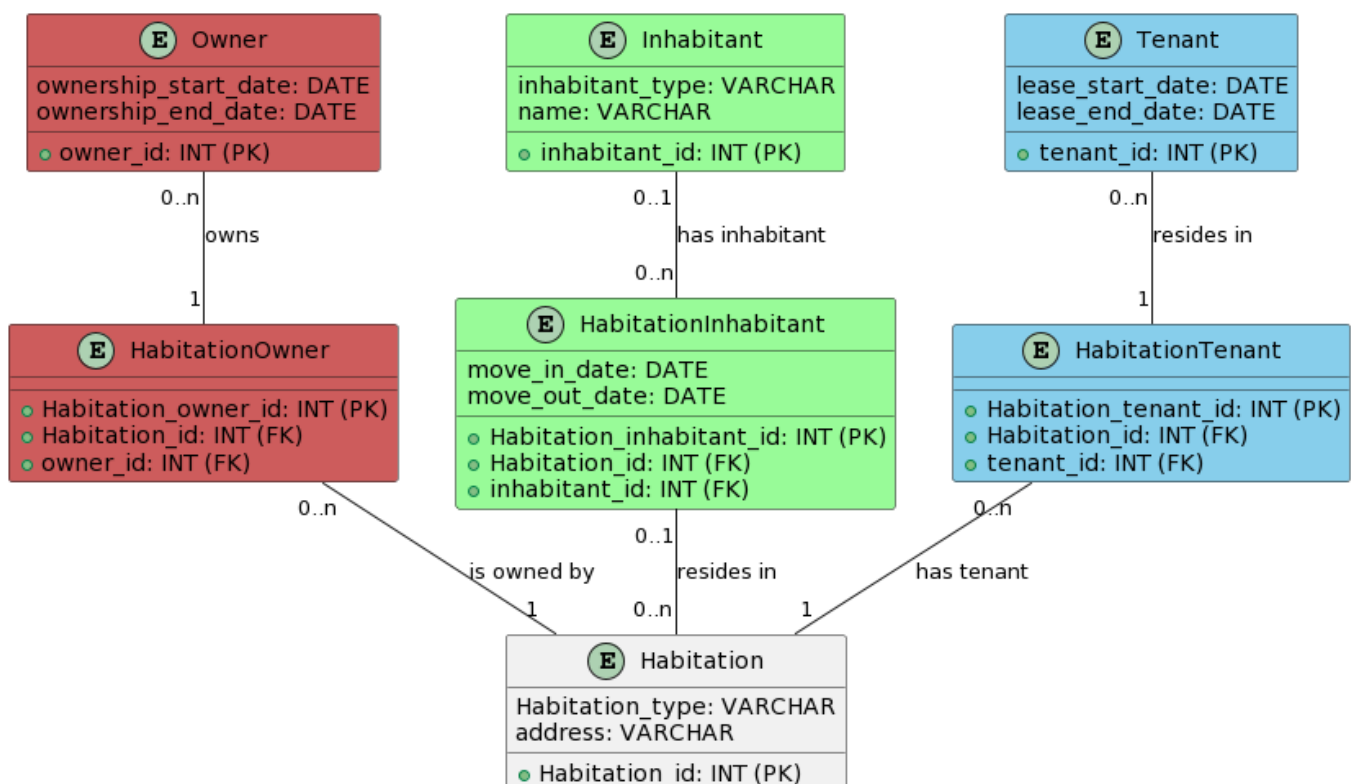 E Owner
ownership_start_date: DATE
ownership_end_date: DATE
owner_id: INT (PK)
E Inhabitant
inhabitant_type: VARCHAR
name: VARCHAR
inhabitant_id: INT (PK)
E Tenant
lease_start_date: DATE
lease_end_date: DATE
tenant_id: INT (PK)
0..n
owns
1
0..1
has inhabitant
0..n
0..n
resides in
1
E HabitationOwner
Habitation_owner_id: INT (PK)
Habitation_id: INT (FK)
owner_id: INT (FK)
E HabitationInhabitant
move_in_date: DATE
move_out_date: DATE
Habitation_inhabitant_id: INT (PK)
Habitation_id: INT (FK)
inhabitant_id: INT (FK)
E HabitationTenant
Habitation_tenant_id: INT (PK)
Habitation_id: INT (FK)
tenant_id: INT (FK)
0..n
is owned by
1
0..1
resides in
0..n
0..n
has tenant
1
E Habitation
Habitation_type: VARCHAR
address: VARCHAR
Habitation_id: INT (PK)